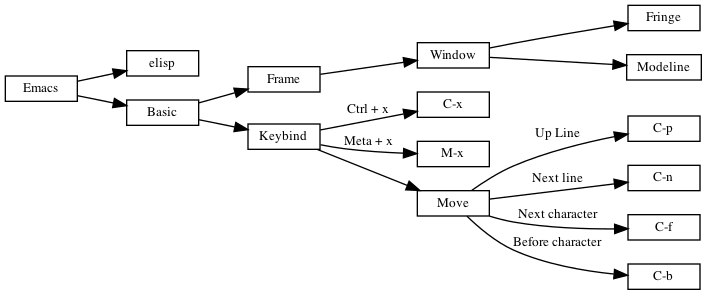 Emacs
elisp
Basic
Frame
Keybind
Window
Fringe
Modeline
Ctrl + x
C-x
Meta + x
M-x
Move
Up Line
C-p
Next line
C-n
Next character
C-f
Before character
C-b